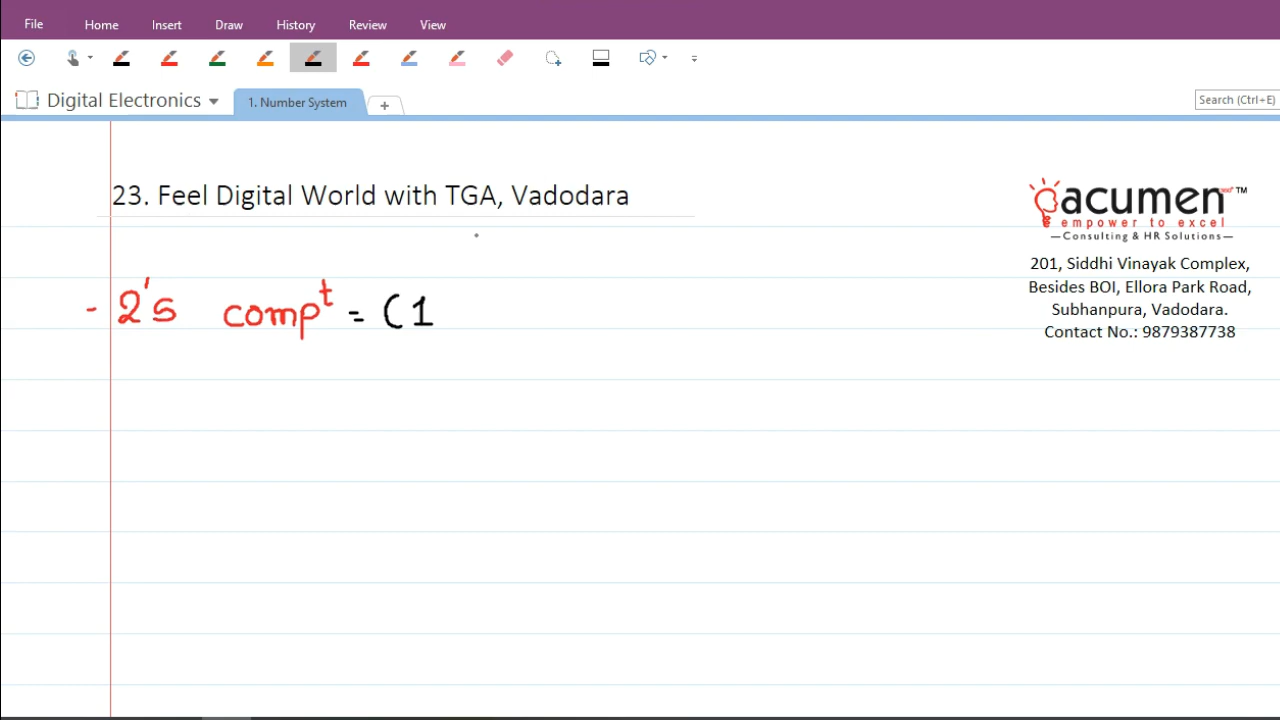 File Home Insert Draw History Review View
Digital Electronics 1. Number System +
Search (Ctrl+E)
23. Feel Digital World with TGA, Vadodara
acumen TM
empower to excel
—Consulting & HR Solutions—
201, Siddhi Vinayak Complex,
Besides BOI, Ellora Park Road,
Subhanpura, Vadodara.
Contact No.: 9879387738
- 2's compt = (1